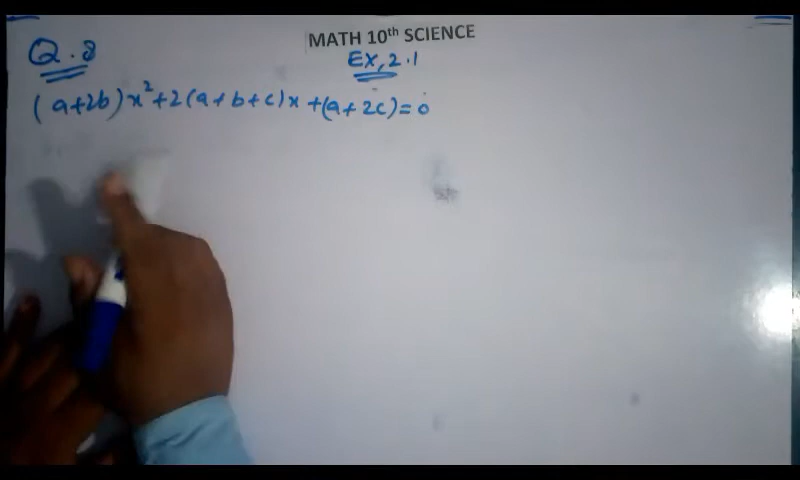 MATH 10th SCIENCE
Q.8
Ex, 2.1
(a+2b)x²+2(a+b+c)x+(a+2c)=0